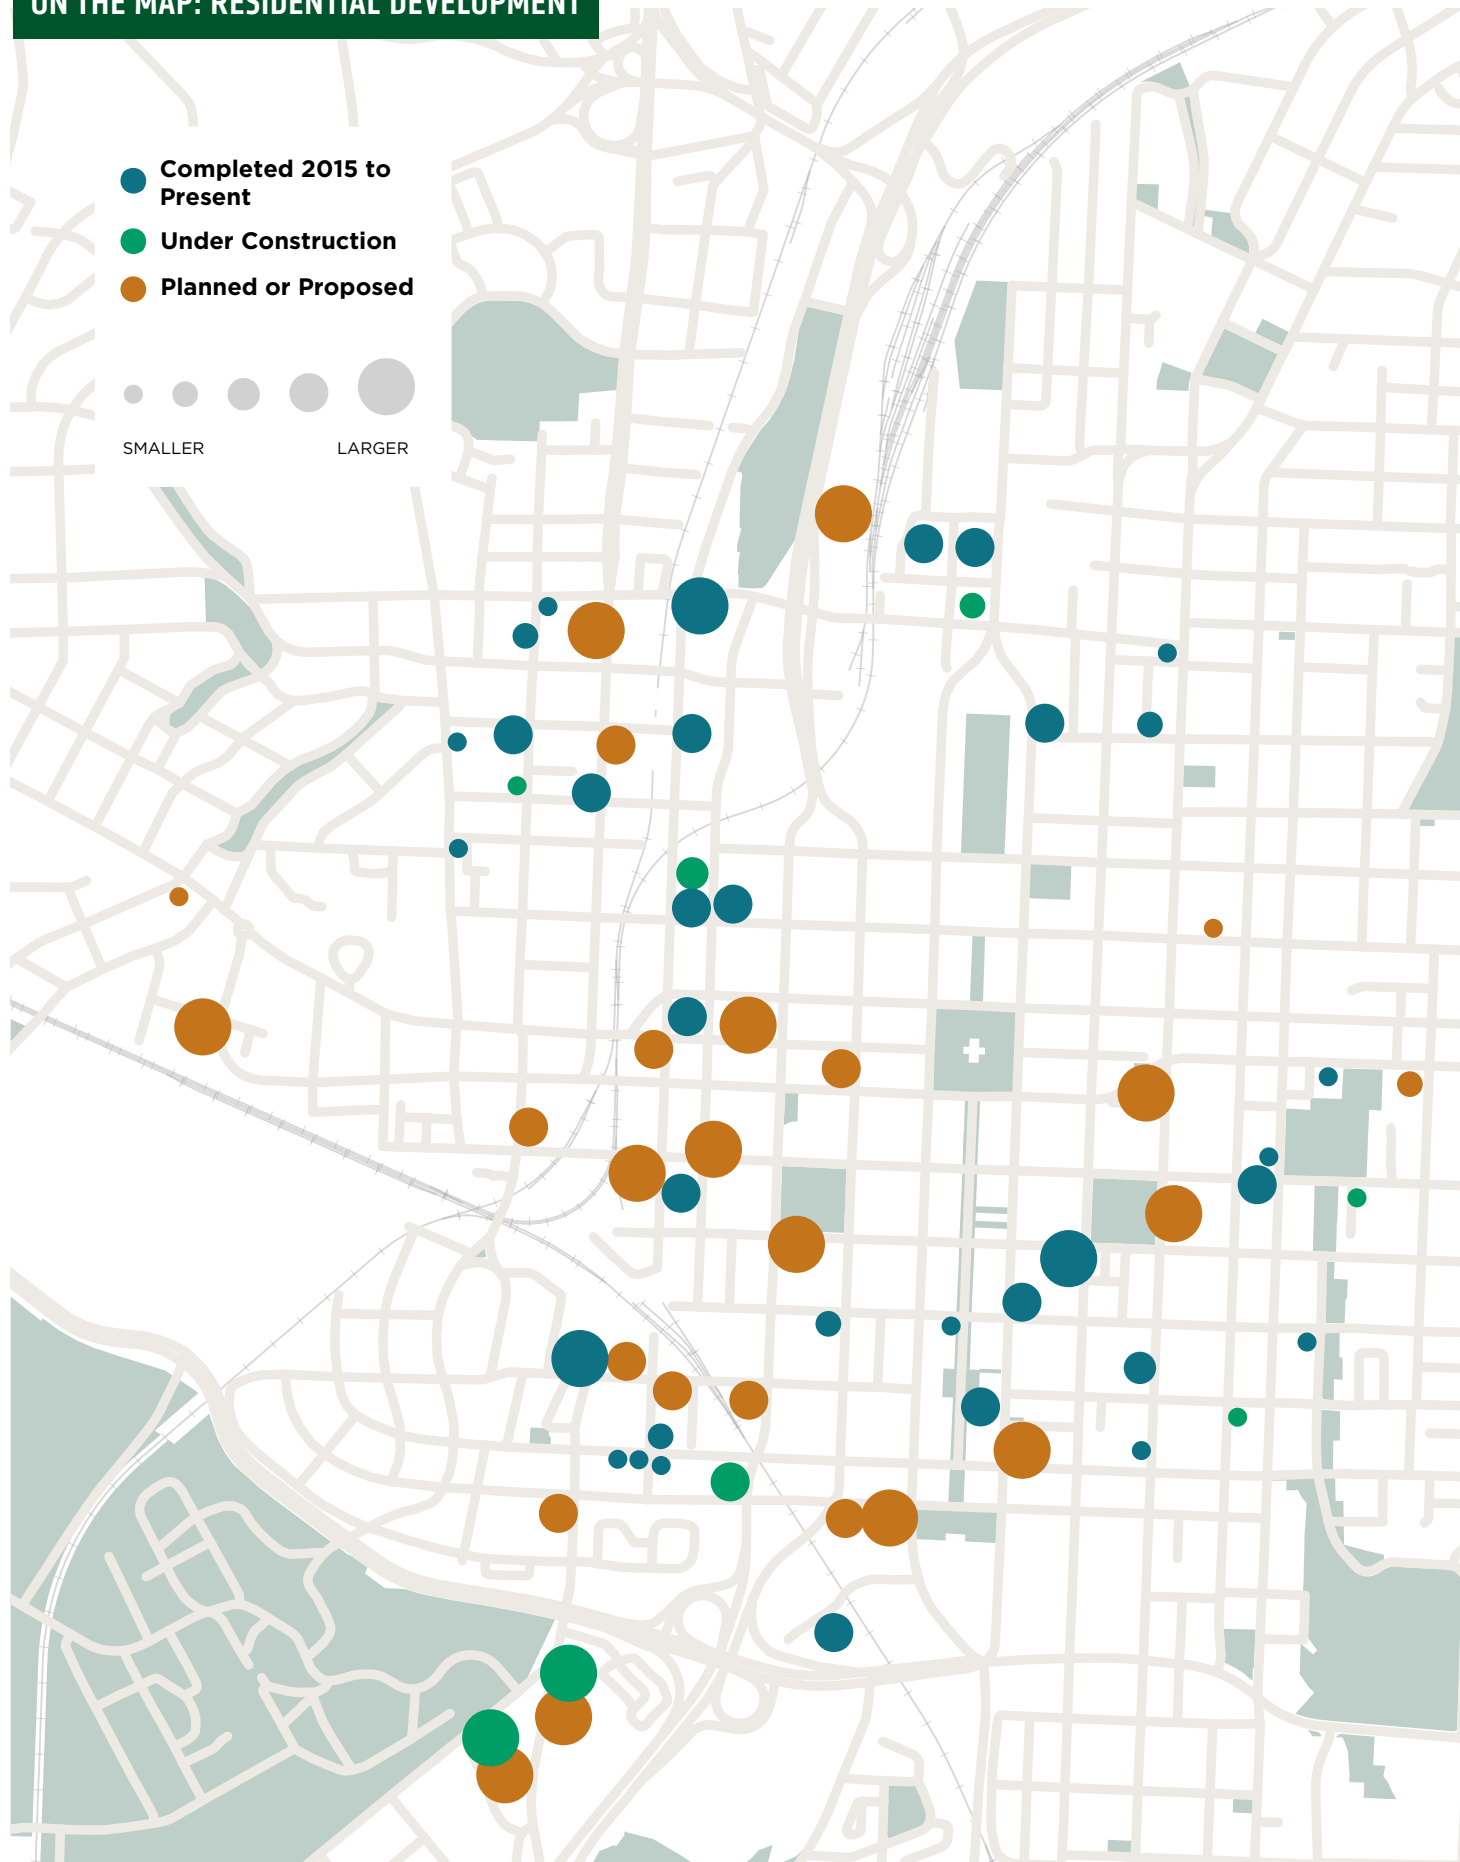 ON THE MAP: RESIDENTIAL DEVELOPMENT
Completed 2015 to
Present
Under Construction
Planned or Proposed
SMALLER LARGER